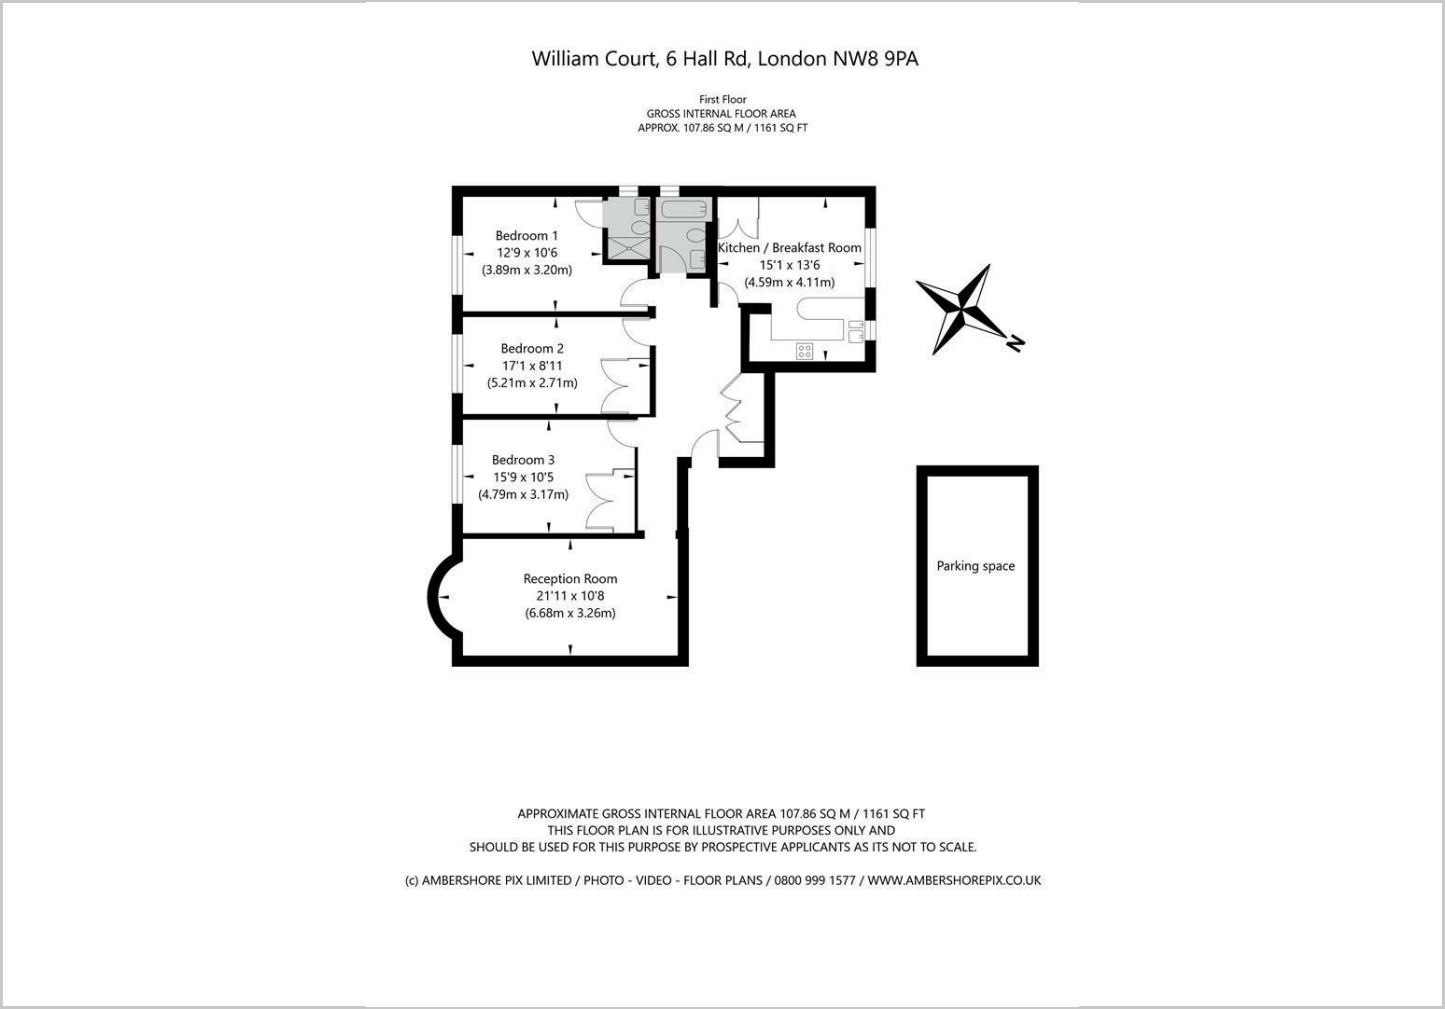 William Court, 6 Hall Rd, London NW8 9PA
First Floor
GROSS INTERNAL FLOOR AREA
APPROX. 107.86 SQ M / 1161 SQ FT
Bedroom 1
12'9 x 10'6
(3.89m x 3.20m)
Kitchen / Breakfast Room
15'1 x 13'6
(4.59m x 4.11m)
N
Bedroom 2
17'1 x 8'11
(5.21m x 2.71m)
Bedroom 3
15'9 x 10'5
(4.79m x 3.17m)
Reception Room
21'11 x 10'8
(6.68m x 3.26m)
Parking space
APPROXIMATE GROSS INTERNAL FLOOR AREA 107.86 SQ M / 1161 SQ FT
THIS FLOOR PLAN IS FOR ILLUSTRATIVE PURPOSES ONLY AND
SHOULD BE USED FOR THIS PURPOSE BY PROSPECTIVE APPLICANTS AS ITS NOT TO SCALE.
(c) AMBERSHORE PIX LIMITED / PHOTO - VIDEO - FLOOR PLANS / 0800 999 1577 / WWW.AMBERSHOREPIX.CO.UK